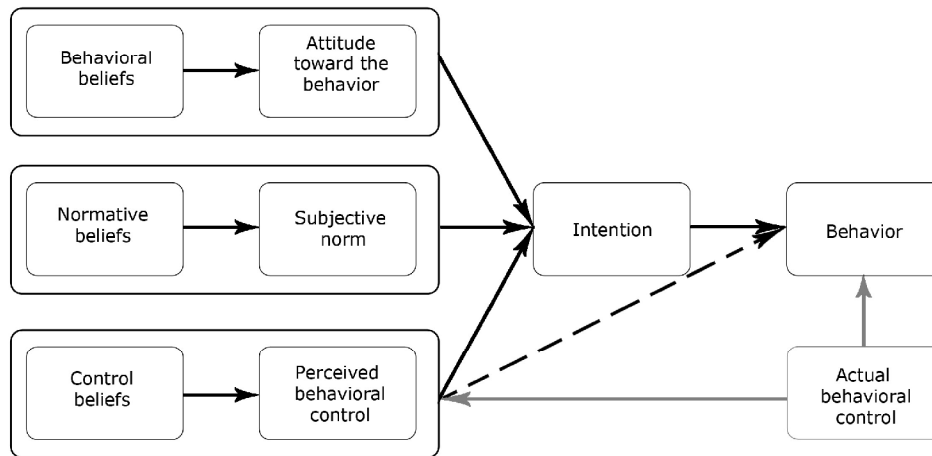 Behavioral
beliefs
Attitude
toward the
behavior
Normative
beliefs
Subjective
norm
Intention
Behavior
Control
beliefs
Perceived
behavioral
control
Actual
behavioral
control